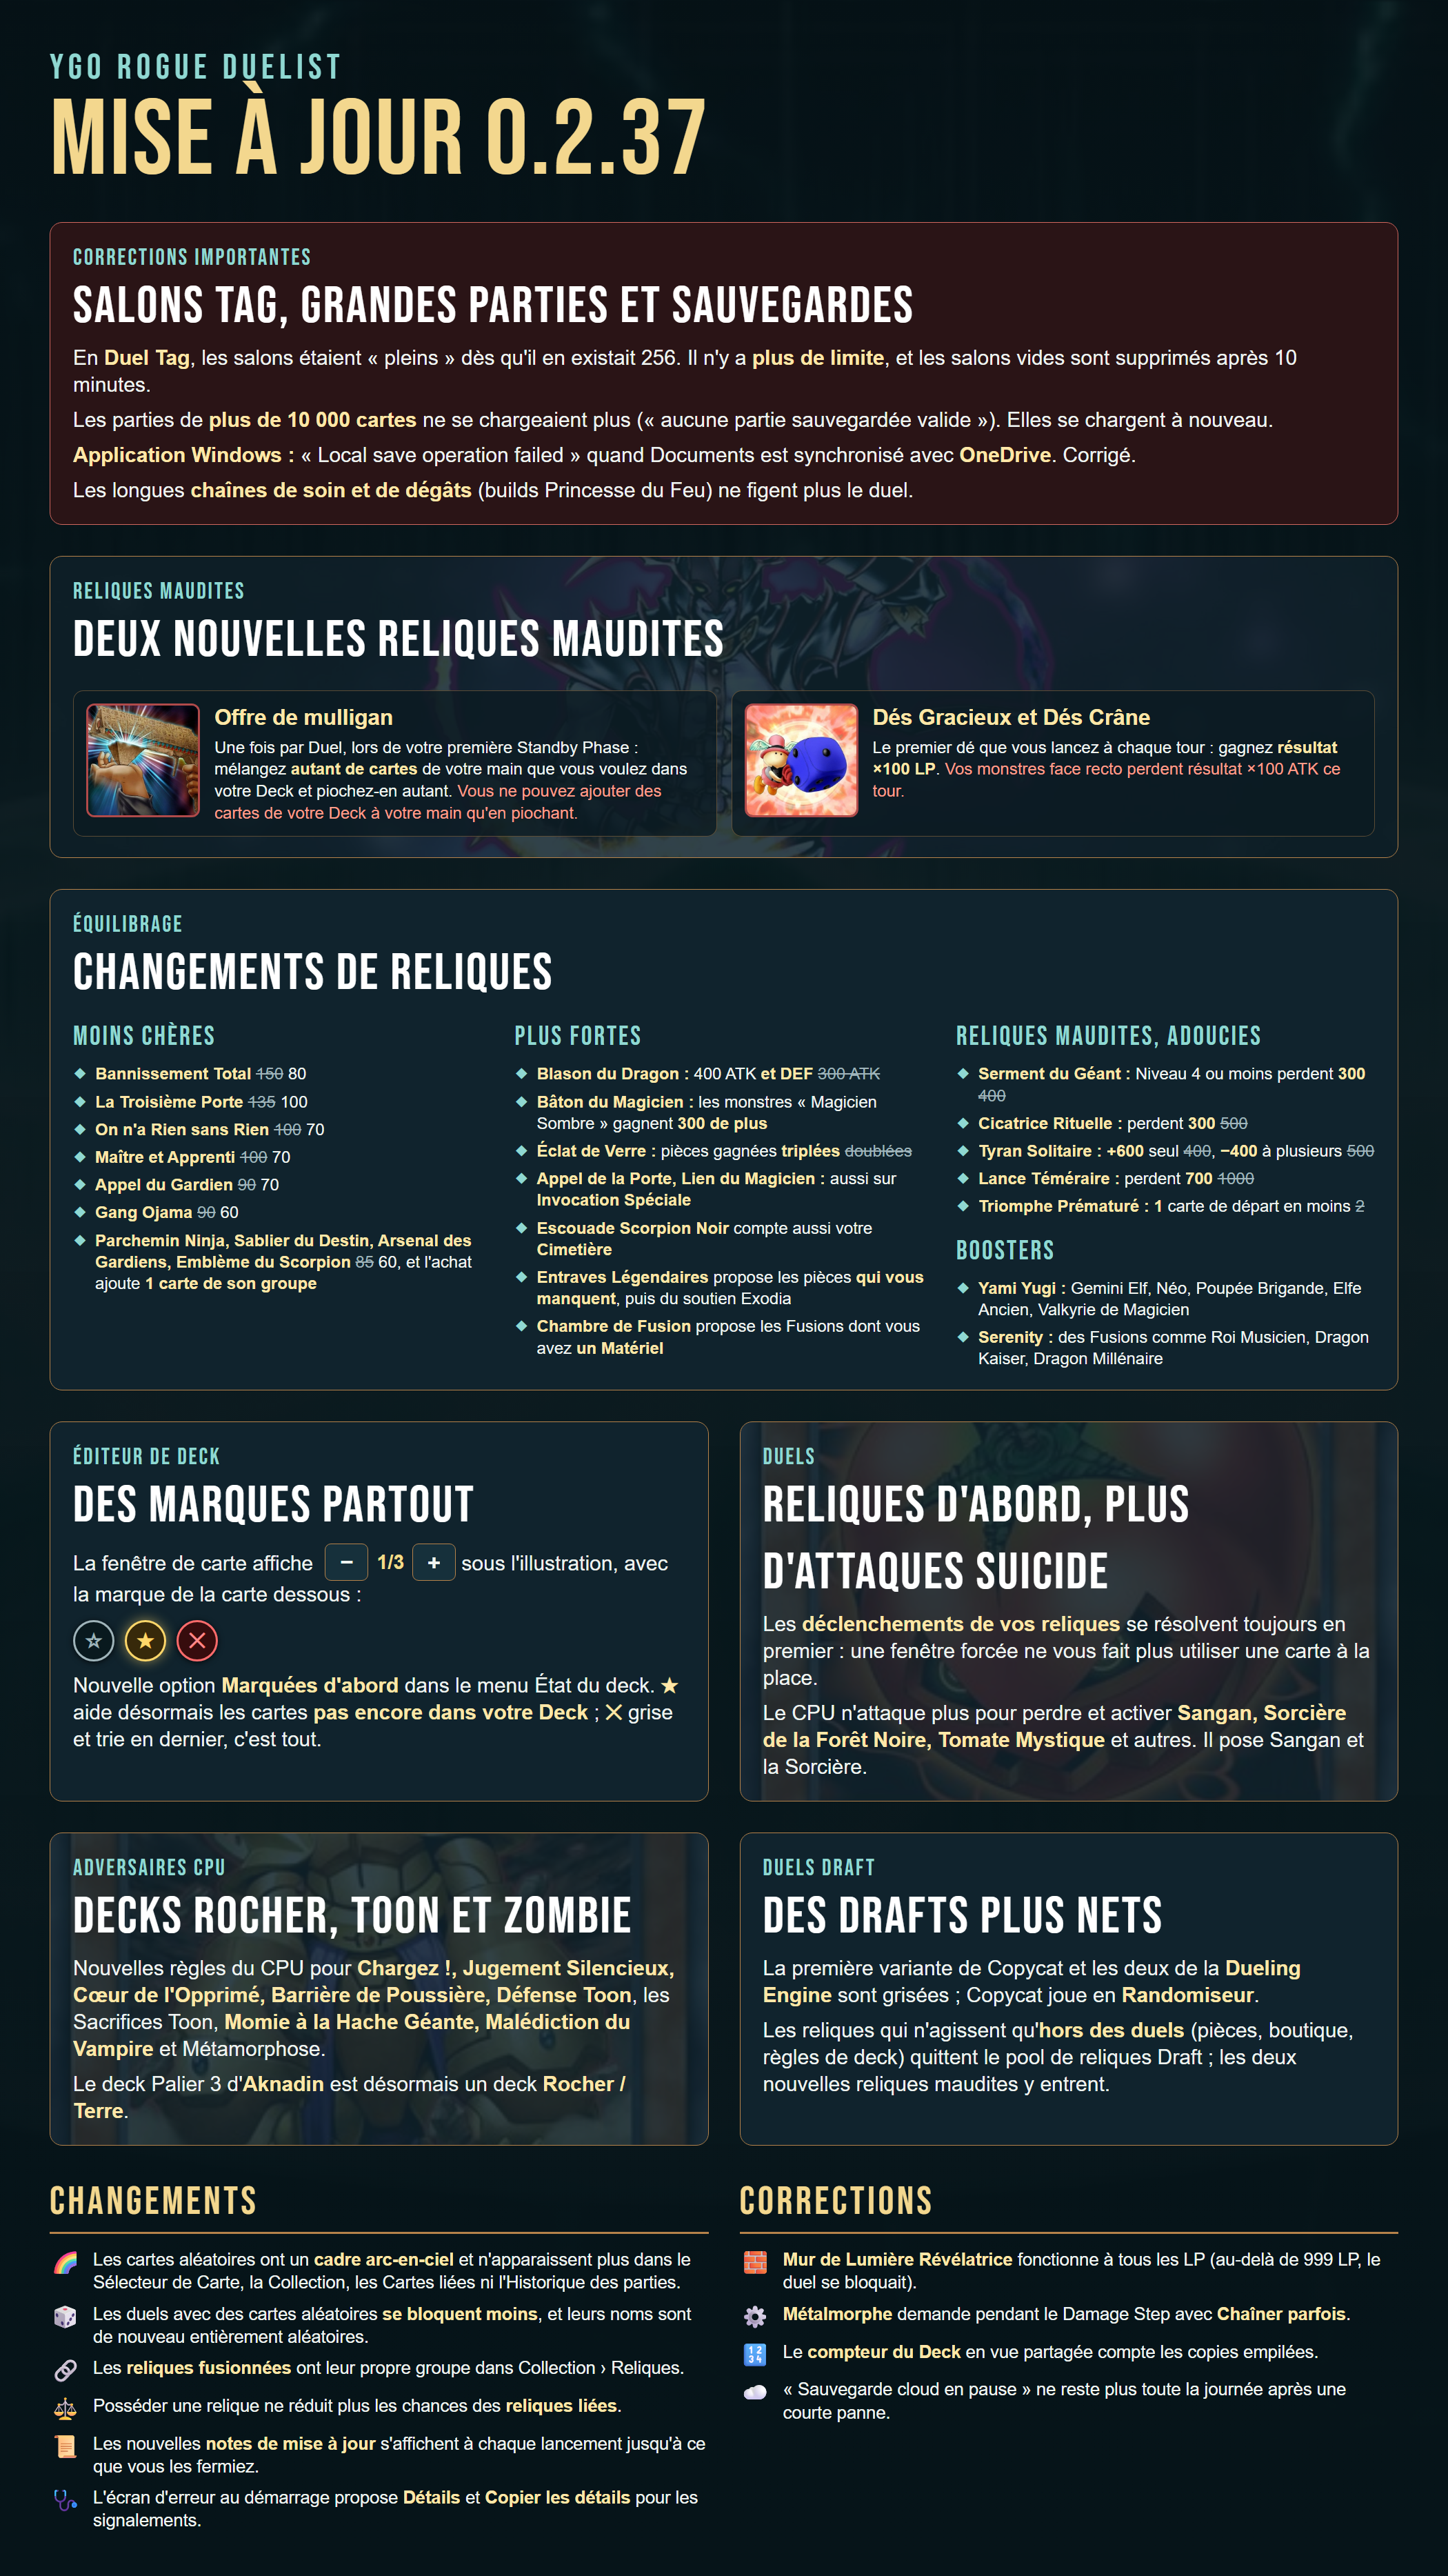 YGO ROGUE DUELIST
MISE À JOUR 0.2.37
CORRECTIONS IMPORTANTES
SALONS TAG, GRANDES PARTIES ET SAUVEGARDES
En Duel Tag, les salons étaient « pleins » dès qu'il en existait 256. Il n'y a plus de limite, et les salons vides sont supprimés après 10
minutes.
Les parties de plus de 10 000 cartes ne se chargeaient plus (« aucune partie sauvegardée valide »). Elles se chargent à nouveau.
Application Windows : « Local save operation failed » quand Documents est synchronisé avec OneDrive. Corrigé.
Les longues chaînes de soin et de dégâts (builds Princesse du Feu) ne figent plus le duel.
RELIQUES MAUDITES
DEUX NOUVELLES RELIQUES MAUDITES
Offre de mulligan
Une fois par Duel, lors de votre première Standby Phase :
mélangez autant de cartes de votre main que vous voulez dans
votre Deck et piochez-en autant. Vous ne pouvez ajouter des
cartes de votre Deck à votre main qu'en piochant.
Dés Gracieux et Dés Crâne
Le premier dé que vous lancez à chaque tour : gagnez résultat
×100 LP. Vos monstres face recto perdent résultat ×100 ATK ce
tour.
ÉQUILIBRAGE
CHANGEMENTS DE RELIQUES
MOINS CHÈRES
Bannissement Total 150 80
La Troisième Porte 135 100
On n'a Rien sans Rien 100 70
Maître et Apprenti 100 70
Appel du Gardien 90 70
Gang Ojama 90 60
Parchemin Ninja, Sablier du Destin, Arsenal des
Gardiens, Emblème du Scorpion 85 60, et l'achat
ajoute 1 carte de son groupe
PLUS FORTES
Blason du Dragon : 400 ATK et DEF 300 ATK
Bâton du Magicien : les monstres « Magicien
Sombre » gagnent 300 de plus
Éclat de Verre : pièces gagnées triplées doublées
Appel de la Porte, Lien du Magicien : aussi sur
Invocation Spéciale
Escouade Scorpion Noir compte aussi votre
Cimetière
Entraves Légendaires propose les pièces qui vous
manquent, puis du soutien Exodia
Chambre de Fusion propose les Fusions dont vous
avez un Matériel
RELIQUES MAUDITES, ADOUCIES
Serment du Géant : Niveau 4 ou moins perdent 300
400
Cicatrice Rituelle : perdent 300 500
Tyran Solitaire : +600 seul 400, −400 à plusieurs 500
Lance Téméraire : perdent 700 1000
Triomphe Prématuré : 1 carte de départ en moins 2
BOOSTERS
Yami Yugi : Gemini Elf, Néo, Poupée Brigande, Elfe
Ancien, Valkyrie de Magicien
Serenity : des Fusions comme Roi Musicien, Dragon
Kaiser, Dragon Millénaire
ÉDITEUR DE DECK
DES MARQUES PARTOUT
La fenêtre de carte affiche − 1/3 + sous l'illustration, avec
la marque de la carte dessous :
☆ ★ ✕
Nouvelle option Marquées d'abord dans le menu État du deck. ★
aide désormais les cartes pas encore dans votre Deck ; ✕ grise
et trie en dernier, c'est tout.
DUELS
RELIQUES D'ABORD, PLUS
D'ATTAQUES SUICIDE
Les déclenchements de vos reliques se résolvent toujours en
premier : une fenêtre forcée ne vous fait plus utiliser une carte à la
place.
Le CPU n'attaque plus pour perdre et activer Sangan, Sorcière
de la Forêt Noire, Tomate Mystique et autres. Il pose Sangan et
la Sorcière.
ADVERSAIRES CPU
DECKS ROCHER, TOON ET ZOMBIE
Nouvelles règles du CPU pour Chargez !, Jugement Silencieux,
Cœur de l'Opprimé, Barrière de Poussière, Défense Toon, les
Sacrifices Toon, Momie à la Hache Géante, Malédiction du
Vampire et Métamorphose.
Le deck Palier 3 d'Aknadin est désormais un deck Rocher /
Terre.
DUELS DRAFT
DES DRAFTS PLUS NETS
La première variante de Copycat et les deux de la Dueling
Engine sont grisées ; Copycat joue en Randomiseur.
Les reliques qui n'agissent qu'hors des duels (pièces, boutique,
règles de deck) quittent le pool de reliques Draft ; les deux
nouvelles reliques maudites y entrent.
CHANGEMENTS
Les cartes aléatoires ont un cadre arc-en-ciel et n'apparaissent plus dans le
Sélecteur de Carte, la Collection, les Cartes liées ni l'Historique des parties.
Les duels avec des cartes aléatoires se bloquent moins, et leurs noms sont
de nouveau entièrement aléatoires.
Les reliques fusionnées ont leur propre groupe dans Collection › Reliques.
Posséder une relique ne réduit plus les chances des reliques liées.
Les nouvelles notes de mise à jour s'affichent à chaque lancement jusqu'à ce
que vous les fermiez.
L'écran d'erreur au démarrage propose Détails et Copier les détails pour les
signalements.
CORRECTIONS
Mur de Lumière Révélatrice fonctionne à tous les LP (au-delà de 999 LP, le
duel se bloquait).
Métalmorphe demande pendant le Damage Step avec Chaîner parfois.
Le compteur du Deck en vue partagée compte les copies empilées.
« Sauvegarde cloud en pause » ne reste plus toute la journée après une
courte panne.